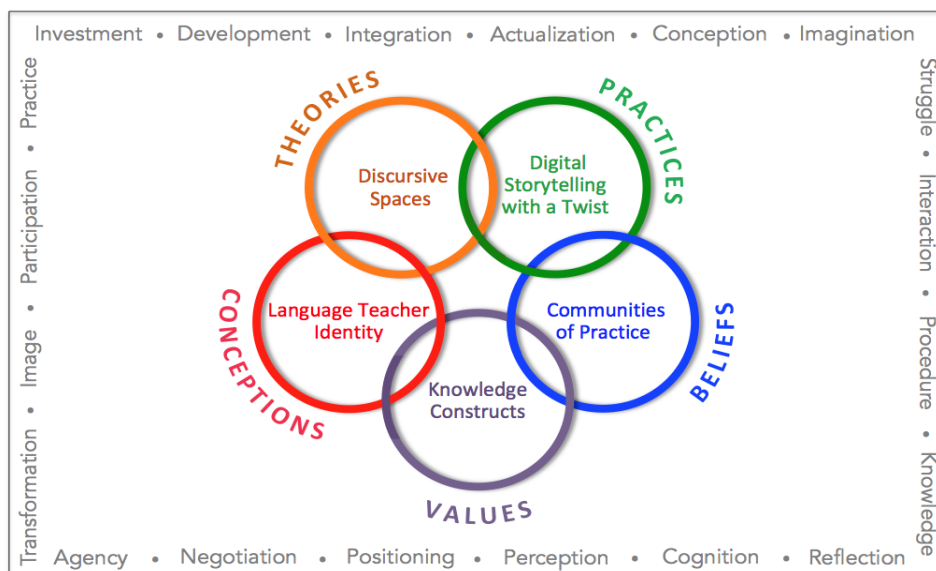 Investment • Development • Integration • Actualization • Conception • Imagination
Transformation • Image • Participation • Practice
THEORIES
PRACTICES
Discursive
Spaces
Digital
Storytelling
with a Twist
CONCEPTIONS
Language Teacher
Identity
Communities
of Practice
BELIEFS
Knowledge
Constructs
VALUES
Struggle • Interaction • Procedure • Knowledge
Agency • Negotiation • Positioning • Perception • Cognition • Reflection